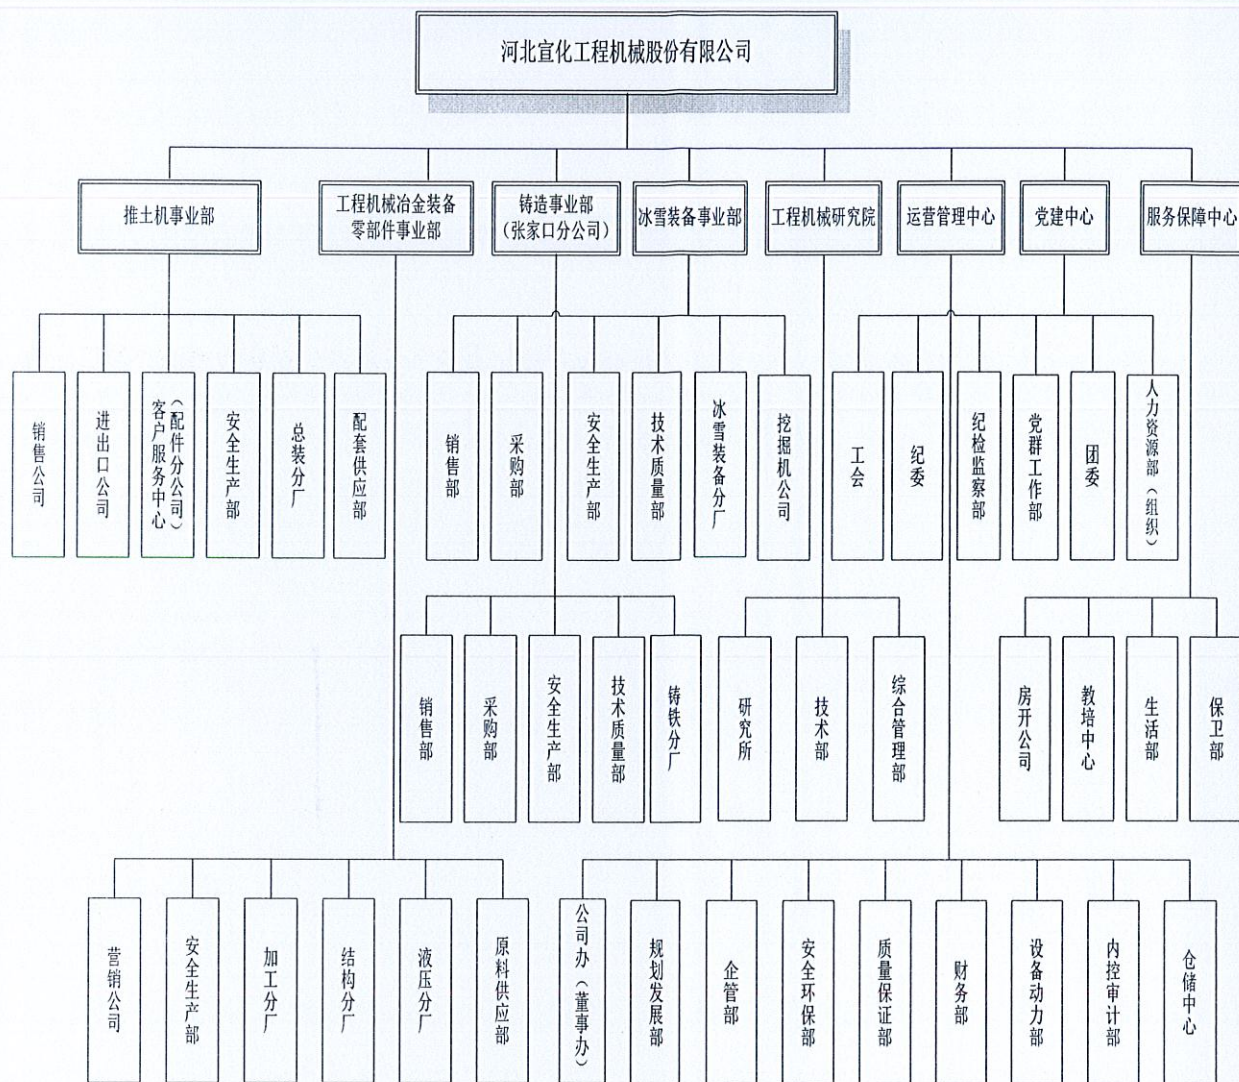 河北宣化工程机械股份有限公司
推土机事业部
工程机械冶金装备
零部件事业部
铸造事业部
(张家口分公司)
冰雪装备事业部
工程机械研究院
运营管理中心
党建中心
服务保障中心
销售公司
进出口公司
(配件分公司)
客户服务中心
安全生产部
总装分厂
配套供应部
销售部
采购部
安全生产部
技术质量部
冰雪装备分厂
挖掘机公司
工会
纪委
纪检监察部
党群工作部
团委
人力资源部(组织)
销售部
采购部
安全生产部
技术质量部
铸铁分厂
研究所
技术部
综合管理部
房开公司
教培中心
生活部
保卫部
营销公司
安全生产部
加工分厂
结构分厂
液压分厂
原料供应部
公司办(董事办)
规划发展部
企管部
安全环保部
质量保证部
财务部
设备动力部
内控审计部
仓储中心